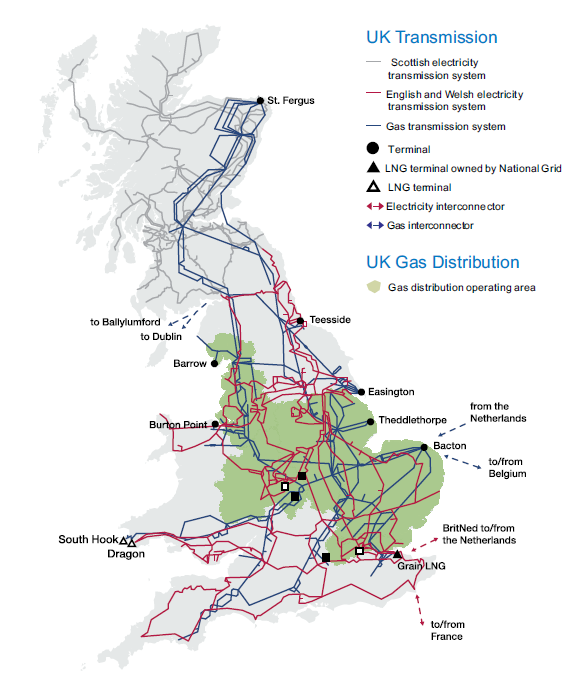 UK Transmission
Scottish electricity
transmission system
English and Welsh electricity
transmission system
Gas transmission system
Terminal
LNG terminal owned by National Grid
LNG terminal
Electricity interconnector
Gas interconnector
UK Gas Distribution
Gas distribution operating area
St. Fergus
to Ballylumford
to Dublin
Teesside
Barrow
Easington
Theddlethorpe
Burton Point
from the
Netherlands
Bacton
to/from
Belgium
South Hook
Dragon
BritNed to/from
the Netherlands
Grain LNG
to/from
France